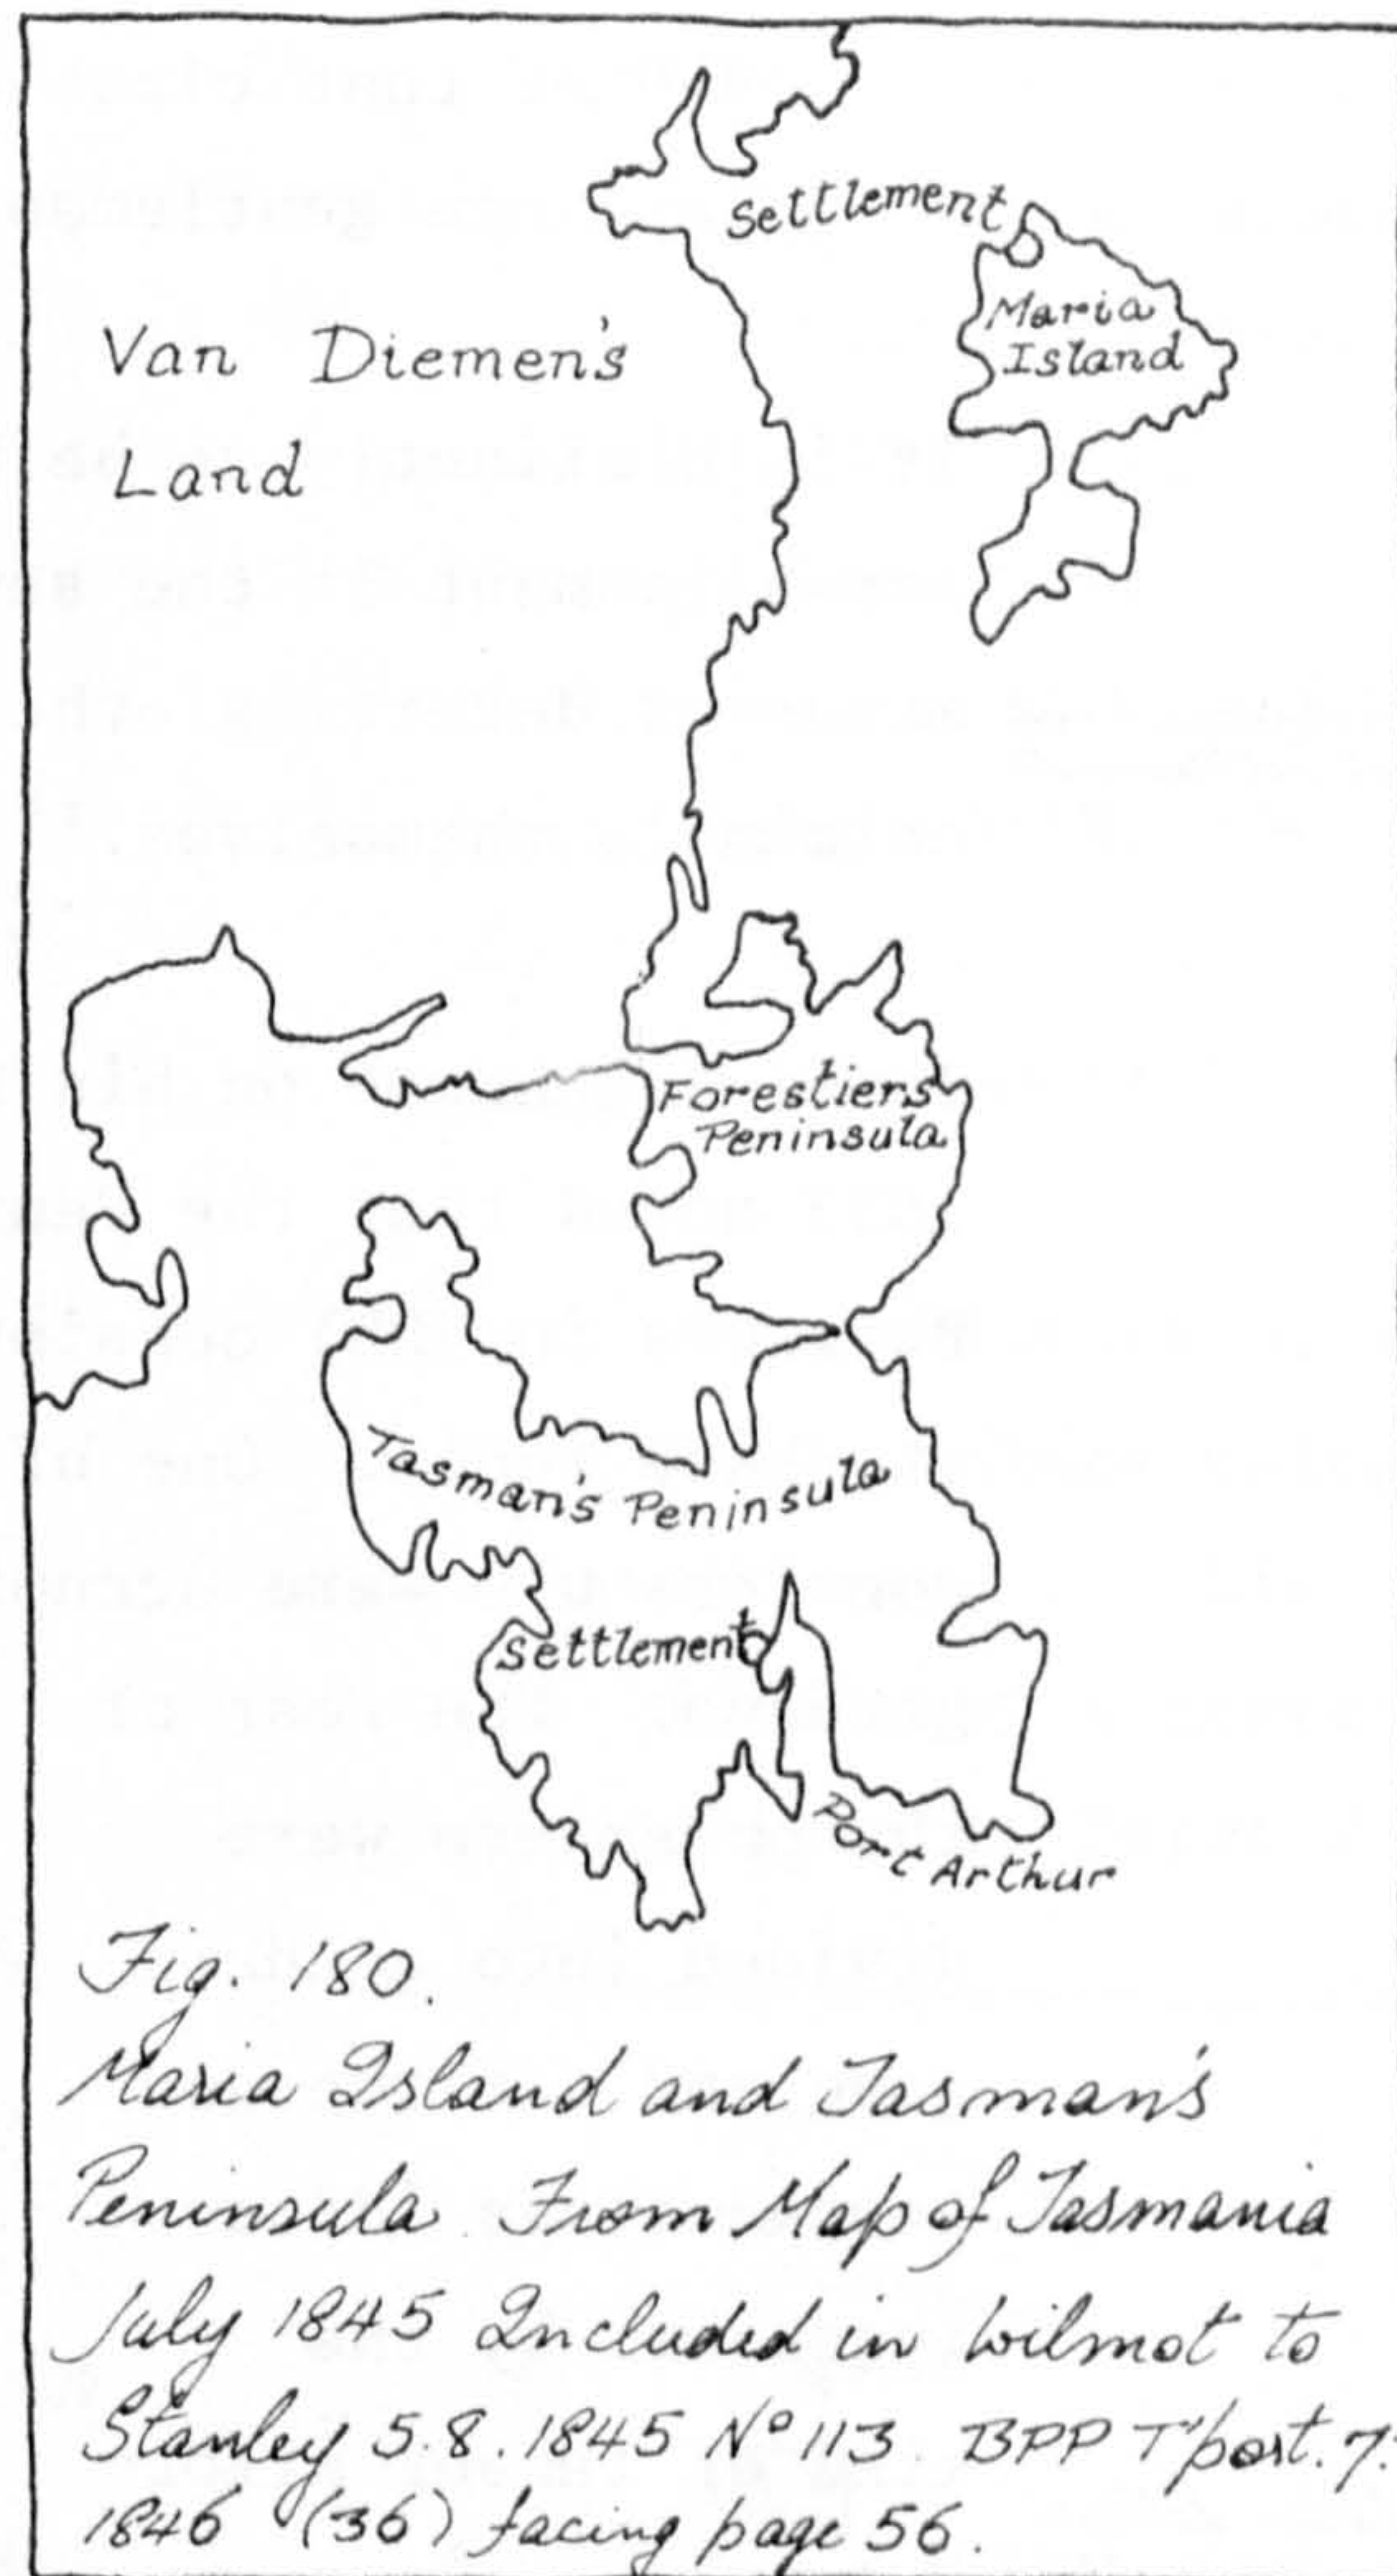 Settlement
Maria
Island
Van Diemen's
Land
Forestiers
Peninsula
Tasman's Peninsula
Settlement
Port Arthur
Fig. 180.
Maria Island and Tasman's
Peninsula. From Map of Tasmania
July 1845 Included in Wilmot to
Stanley 5.8.1845 Nº 113. BPP T'port. 7.
1846 (36) facing page 56.